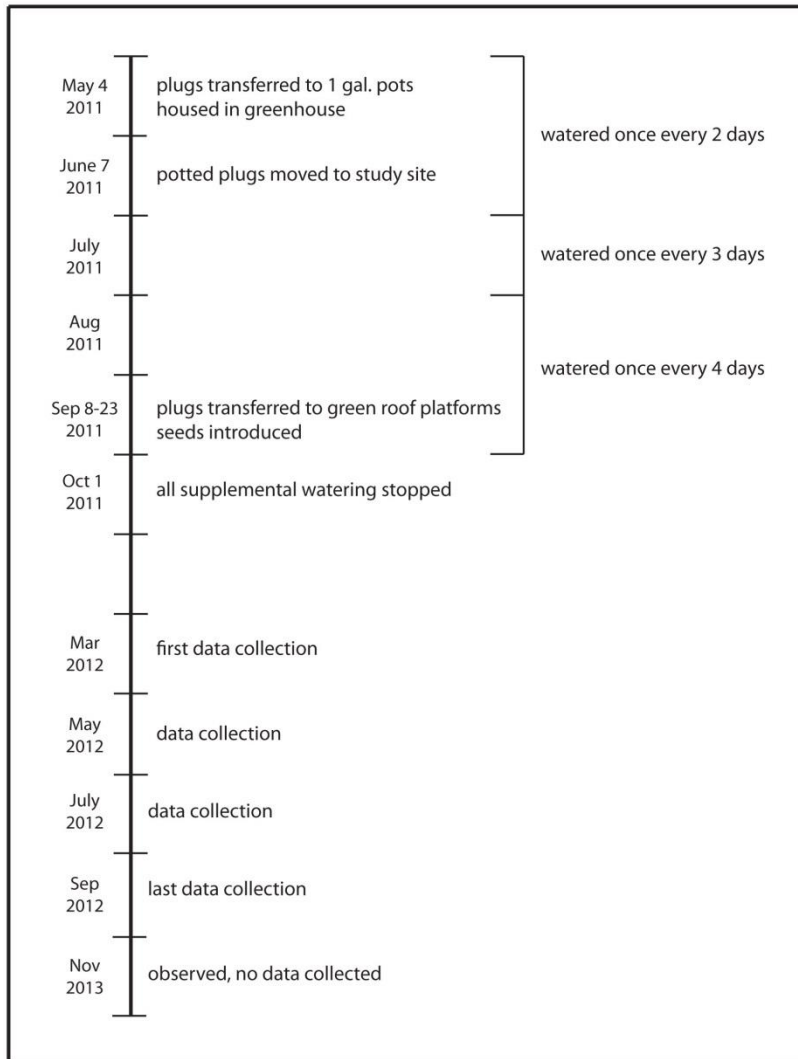 May 4
2011
plugs transferred to 1 gal. pots
housed in greenhouse
watered once every 2 days
June 7
2011
potted plugs moved to study site
July
2011
watered once every 3 days
Aug
2011
watered once every 4 days
Sep 8-23
2011
plugs transferred to green roof platforms
seeds introduced
Oct 1
2011
all supplemental watering stopped
Mar
2012
first data collection
May
2012
data collection
July
2012
data collection
Sep
2012
last data collection
Nov
2013
observed, no data collected